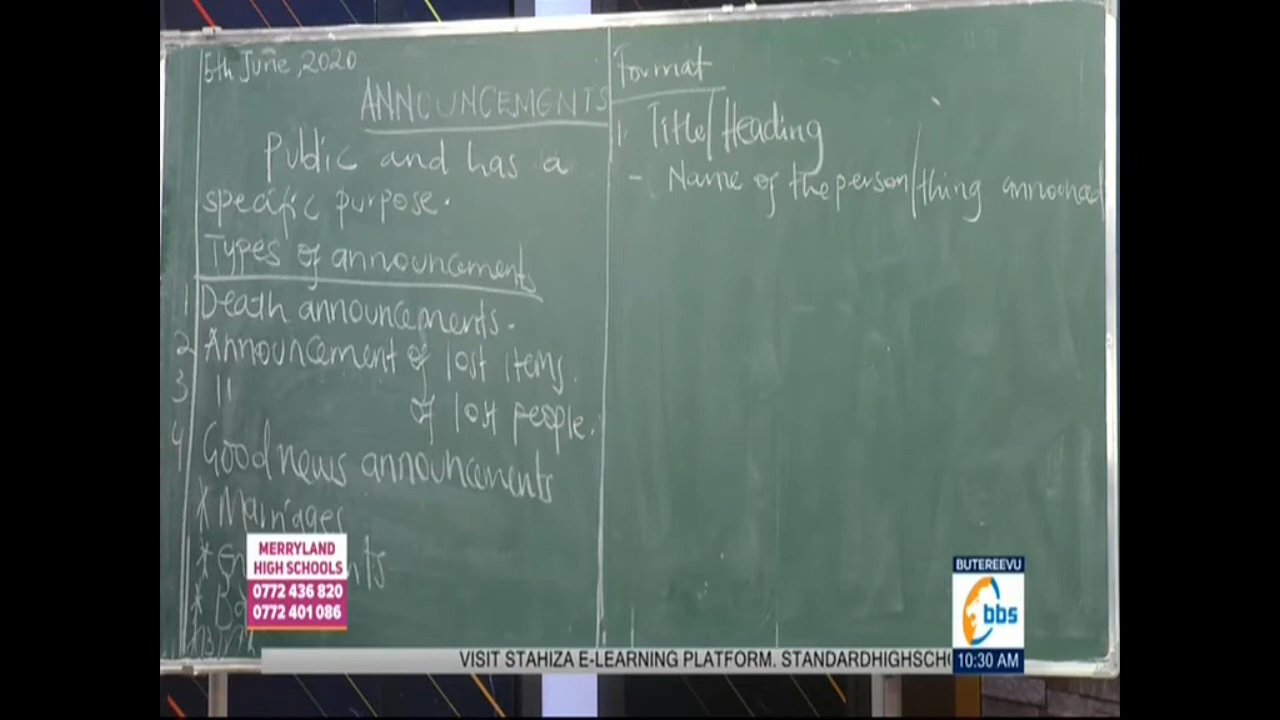 5th June, 2020
ANNOUNCEMENTS
Public and has a
specific purpose.
Types of announcements
1 Death announcements.
2 Announcement of lost items.
3 11 of lost people.
4 Good news announcements
* Marriages
*
*
Format
1. Title/Heading
- Name of the person/thing announced
MERRYLAND
HIGH SCHOOLS
0772 436 820
0772 401 086
BUTEREEVU
bbs
10:30 AM
VISIT STAHIZA E-LEARNING PLATFORM. STANDARDHIGHSCHO